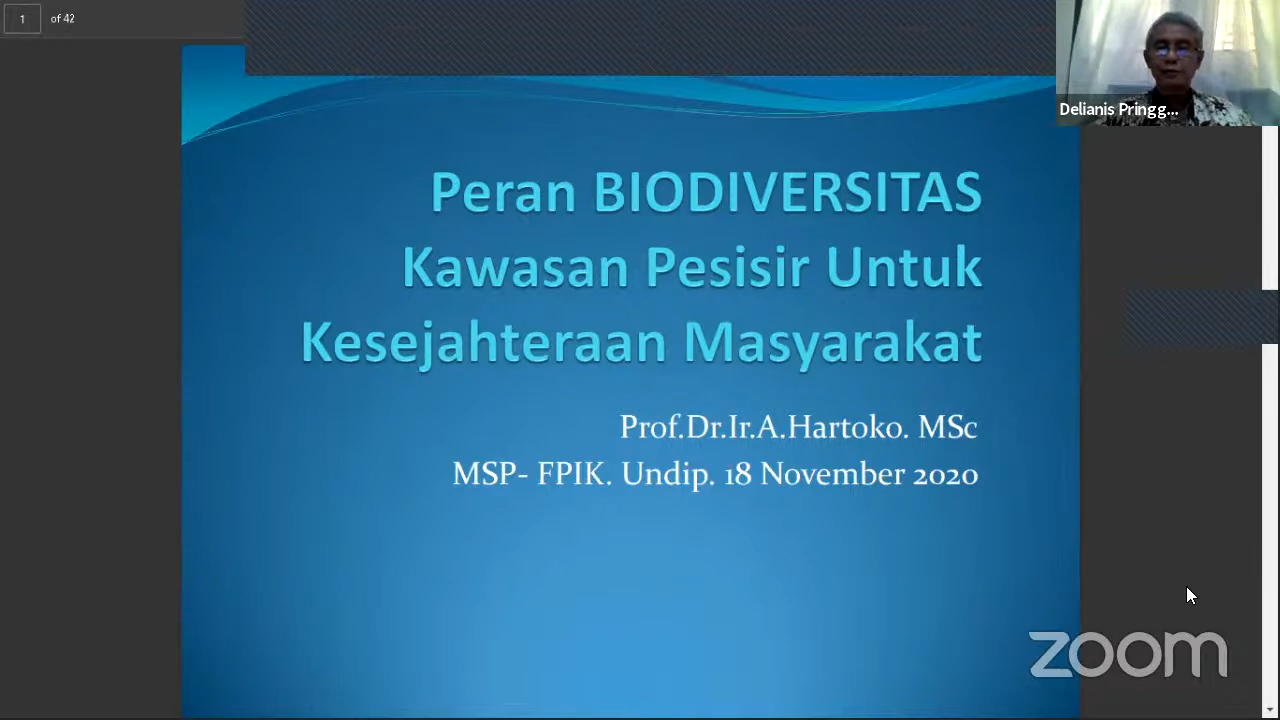 1 of 42
Delianis Pringg...
Peran BIODIVERSITAS
Kawasan Pesisir Untuk
Kesejahteraan Masyarakat
Prof.Dr.Ir.A.Hartoko. MSc
MSP- FPIK. Undip. 18 November 2020
zoom